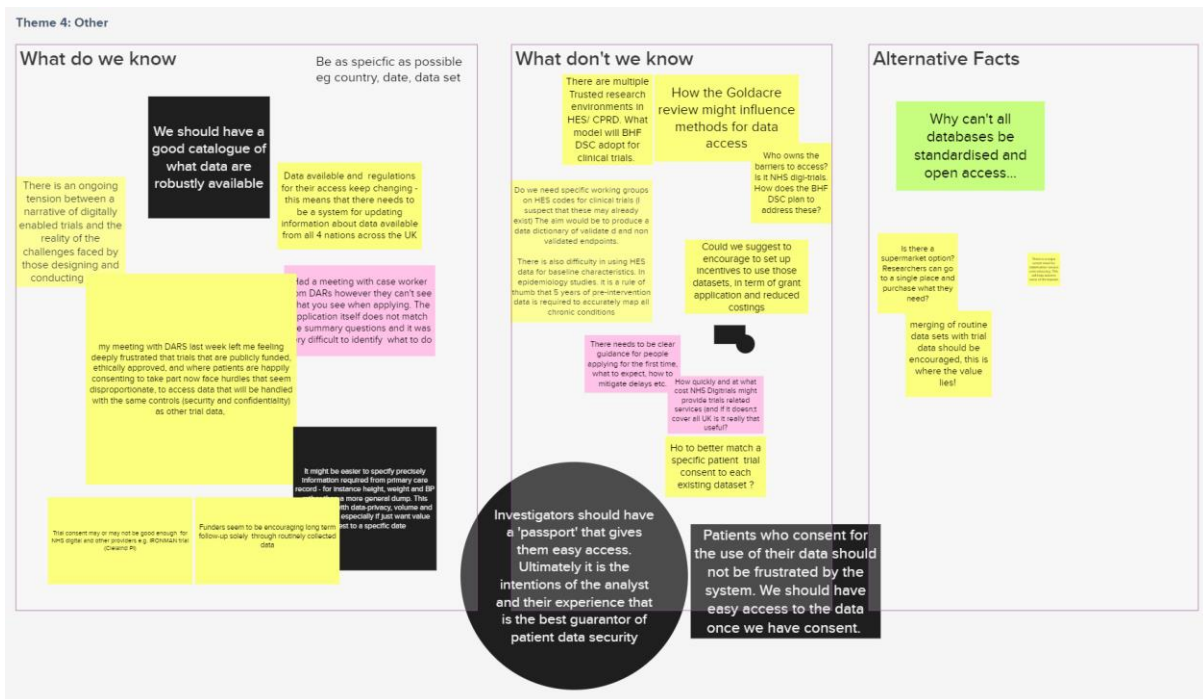 Theme 4: Other
What do we know
Be as speicfic as possible
eg country, date, data set
We should have a
good catalogue of
what data are
robustly available
There is an ongoing
tension between a
narrative of digitally
enabled trials and the
reality of the
challenges faced by
those designing and
conducting
Data available and regulations
for their access keep changing -
this means that there needs to
be a system for updating
information about data available
from all 4 nations across the UK
Had a meeting with case worker
om DARs however they can't see
hat you see when applying. The
pplication itself does not match
e summary questions and it was
ry difficult to identify what to do
my meeting with DARS last week left me feeling
deeply frustrated that trials that are publicly funded,
ethically approved, and where patients are happily
consenting to take part now face hurdles that seem
disproportionate, to access data that will be handled
with the same controls (security and confidentiality)
as other trial data,
It might be easier to specify precisely
information required from primary care
record - for instance height, weight and BP
a more general dump. This
with data-privacy, volume and
especially if just want value
est to a specific date
Trial consent may or may not be good enough for
NHS digital and other providers e.g. IRONMAN trial
(Cleland PI)
Funders seem to be encouraging long term
follow-up solely through routinely collected
data
What don't we know
There are multiple
Trusted research
environments in
HES/ CPRD. What
model will BHF
DSC adopt for
clinical trials.
How the Goldacre
review might influence
methods for data
access
Who owns the
barriers to access?
Is it NHS digi-trials.
How does the BHF
DSC plan to
address these?
Do we need specific working groups
on HES codes for clinical trials (I
suspect that these may already
exist) The aim would be to produce a
data dictionary of validate d and non
validated endpoints.
There is also difficulty in using HES
data for baseline characteristics. In
epidemiology studies. it is a rule of
thumb that 5 years of pre-intervention
data is required to accurately map all
chronic conditions
Could we suggest to
encourage to set up
incentives to use those
datasets, in term of grant
application and reduced
costings
There needs to be clear
guidance for people
applying for the first time,
what to expect, how to
mitigate delays etc.
How quickly and at what
cost NHS Digitrials might
provide trials related
services (and if it doesn;t
cover all UK is it really that
useful?
Ho to better match a
specific patient trial
consent to each
existing dataset ?
Investigators should have
a 'passport' that gives
them easy access.
Ultimately it is the
intentions of the analyst
and their experience that
is the best guarantor of
patient data security
Patients who consent for
the use of their data should
not be frustrated by the
system. We should have
easy access to the data
once we have consent.
Alternative Facts
Why can't all
databases be
standardised and
open access...
Is there a
supermarket option?
Researchers can go
to a single place and
purchase what they
need?
merging of routine
data sets with trial
data should be
encouraged, this is
where the value
lies!